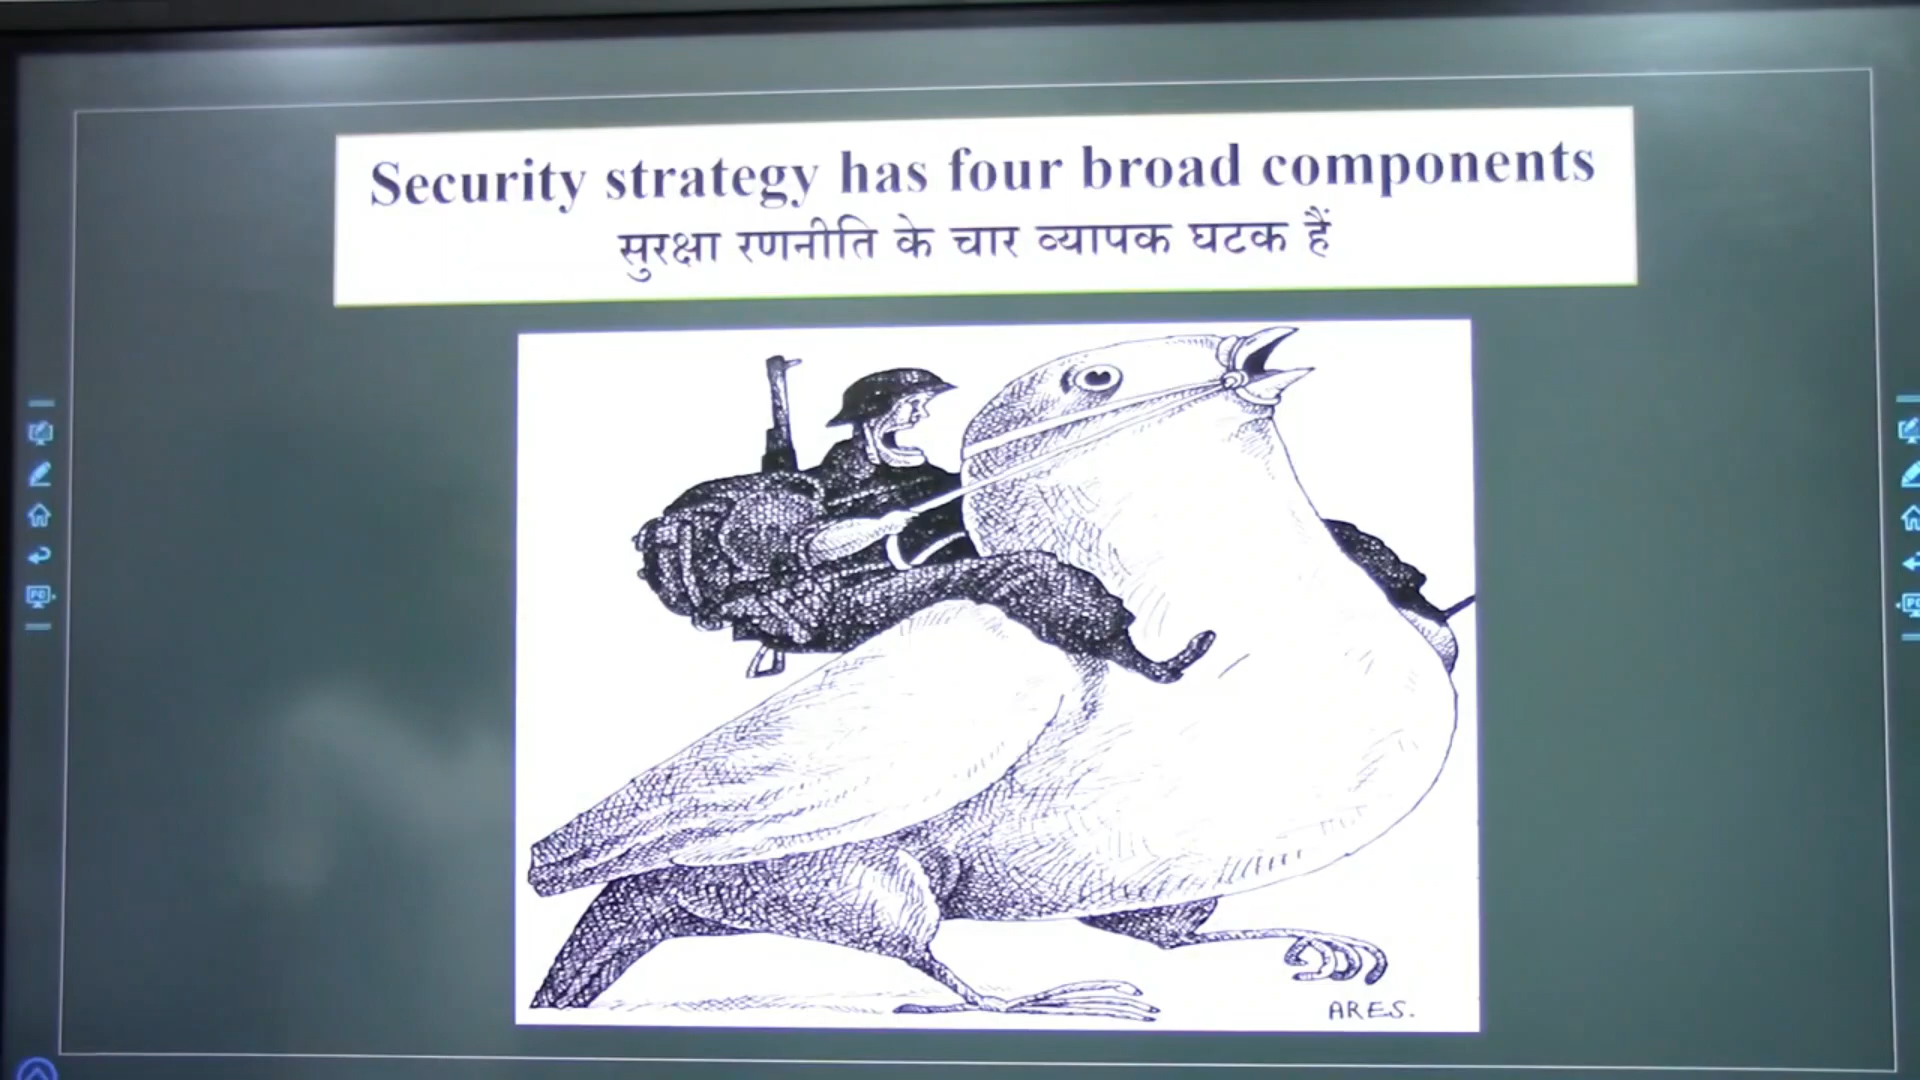 Security strategy has four broad components
सुरक्षा रणनीति के चार व्यापक घटक हैं
ARES.